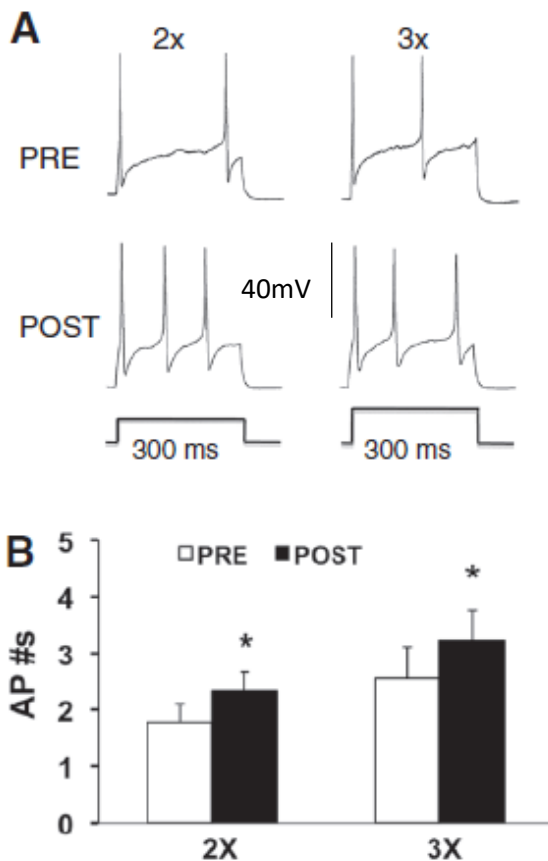 A
2x 3x
PRE
40mV
POST
300 ms 300 ms
B
PRE POST
5
4
3
2
1
0
AP #s
* *
2X 3X